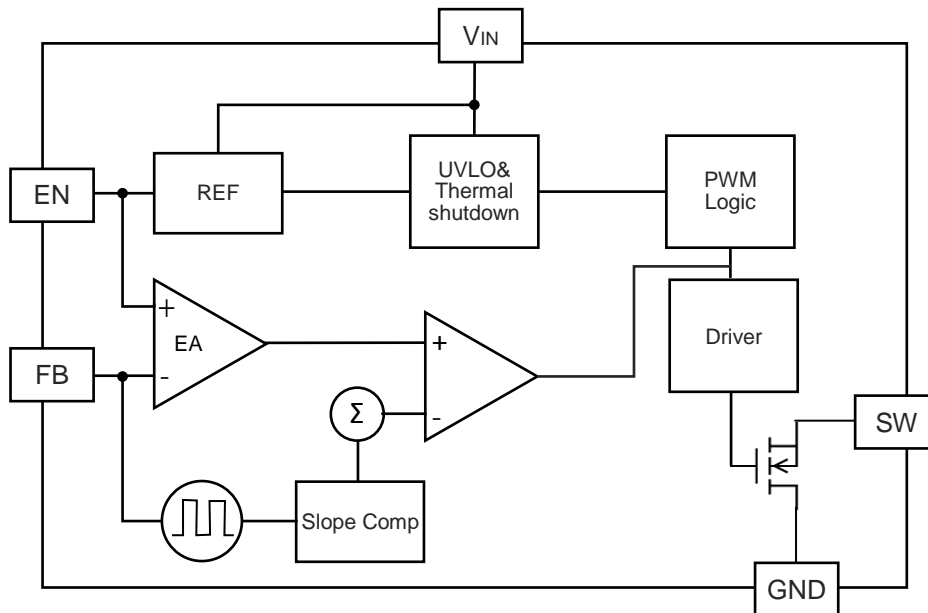 VIN
EN
REF
UVLO&
Thermal
shutdown
PWM
Logic
+
EA
-
FB
+
-
Σ
Driver
SW
Slope Comp
GND